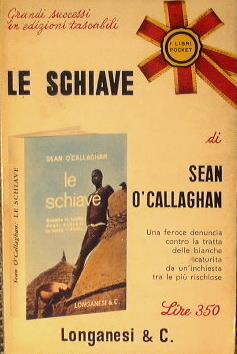 Grandi successi
in edizioni tascabili
I LIBRI
POCKET
LE SCHIAVE
di
SEAN
O'CALLAGHAN
Una feroce denuncia
contro la tratta
delle bianche
scaturita
da un'inchiesta
tra le più rischiose
Lire 350
Sean O'Callaghan: LE SCHIAVE
SEAN O'CALLAGHAN
le
schiave
LONGANESI & C.
Longanesi & C.